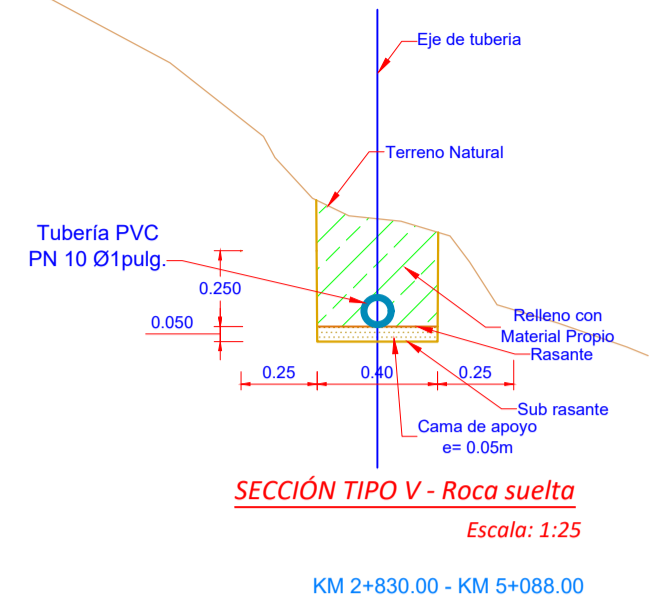 Eje de tuberia
Terreno Natural
Tubería PVC
PN 10 Ø1pulg.
0.250
0.050
Relleno con
Material Propio
Rasante
0.25
0.40
0.25
Sub rasante
Cama de apoyo
e= 0.05m
SECCIÓN TIPO V - Roca suelta
Escala: 1:25
KM 2+830.00 - KM 5+088.00